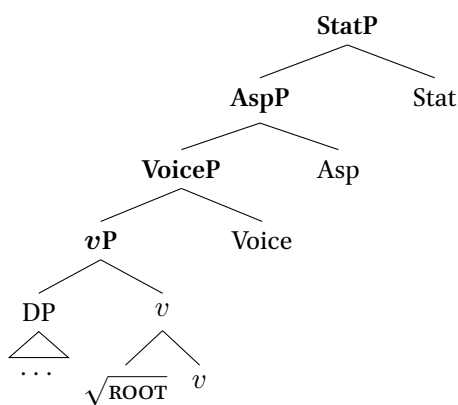 StatP
AspP Stat
VoiceP Asp
vP Voice
DP v
... √ROOT v